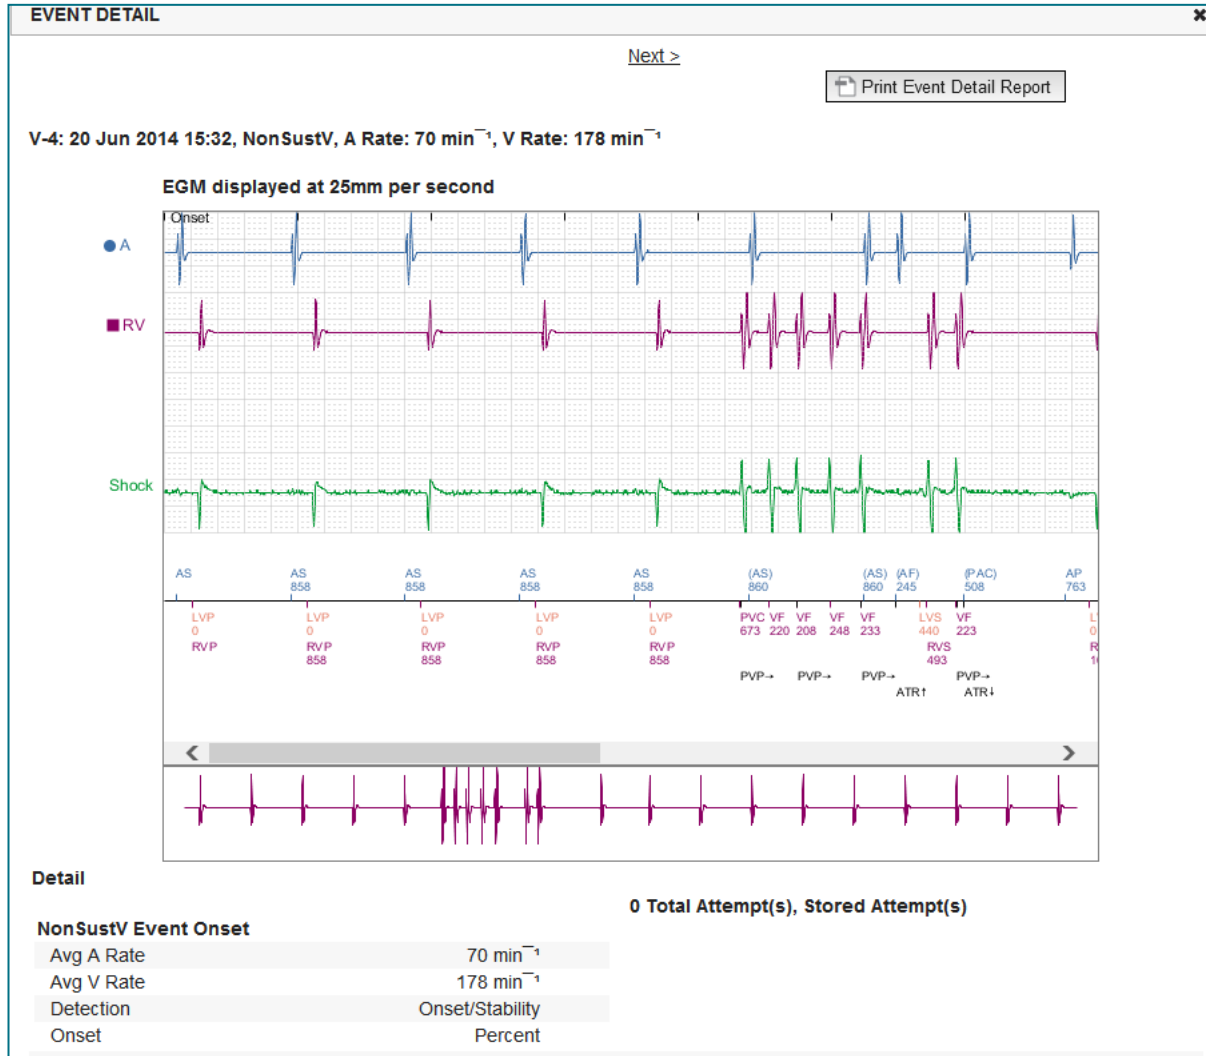 EVENT DETAIL ✖
Next >
Print Event Detail Report
V-4: 20 Jun 2014 15:32, NonSustV, A Rate: 70 min⁻¹, V Rate: 178 min⁻¹
EGM displayed at 25mm per second
Onset
A
RV
Shock
AS AS AS AS AS (AS) (AS) (AF) (PAC) AP
858 858 858 858 860 860 245 508 763
LVP LVP LVP LVP LVP PVC VF VF VF VF LVS VF
0 0 0 0 0 673 220 208 248 233 440 223
RVP RVP RVP RVP RVP RVS
858 858 858 858 493
PVP→ PVP→ PVP→ PVP→
ATR↑ ATR↓
Detail
0 Total Attempt(s), Stored Attempt(s)
NonSustV Event Onset
Avg A Rate 70 min⁻¹
Avg V Rate 178 min⁻¹
Detection Onset/Stability
Onset Percent